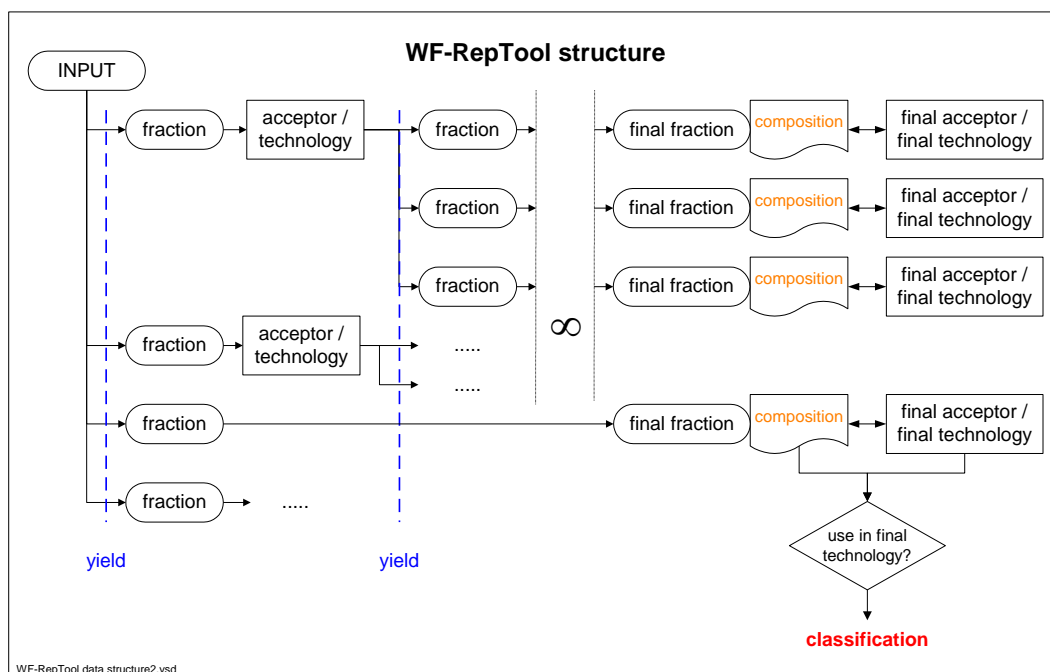 WF-RepTool structure
INPUT
fraction
acceptor /
technology
fraction
final fraction
composition
final acceptor /
final technology
fraction
final fraction
composition
final acceptor /
final technology
fraction
final fraction
composition
final acceptor /
final technology
∞
fraction
acceptor /
technology
.....
.....
fraction
final fraction
composition
final acceptor /
final technology
fraction
.....
use in final
technology?
yield
yield
classification
WF-RepTool data structure2.vsd